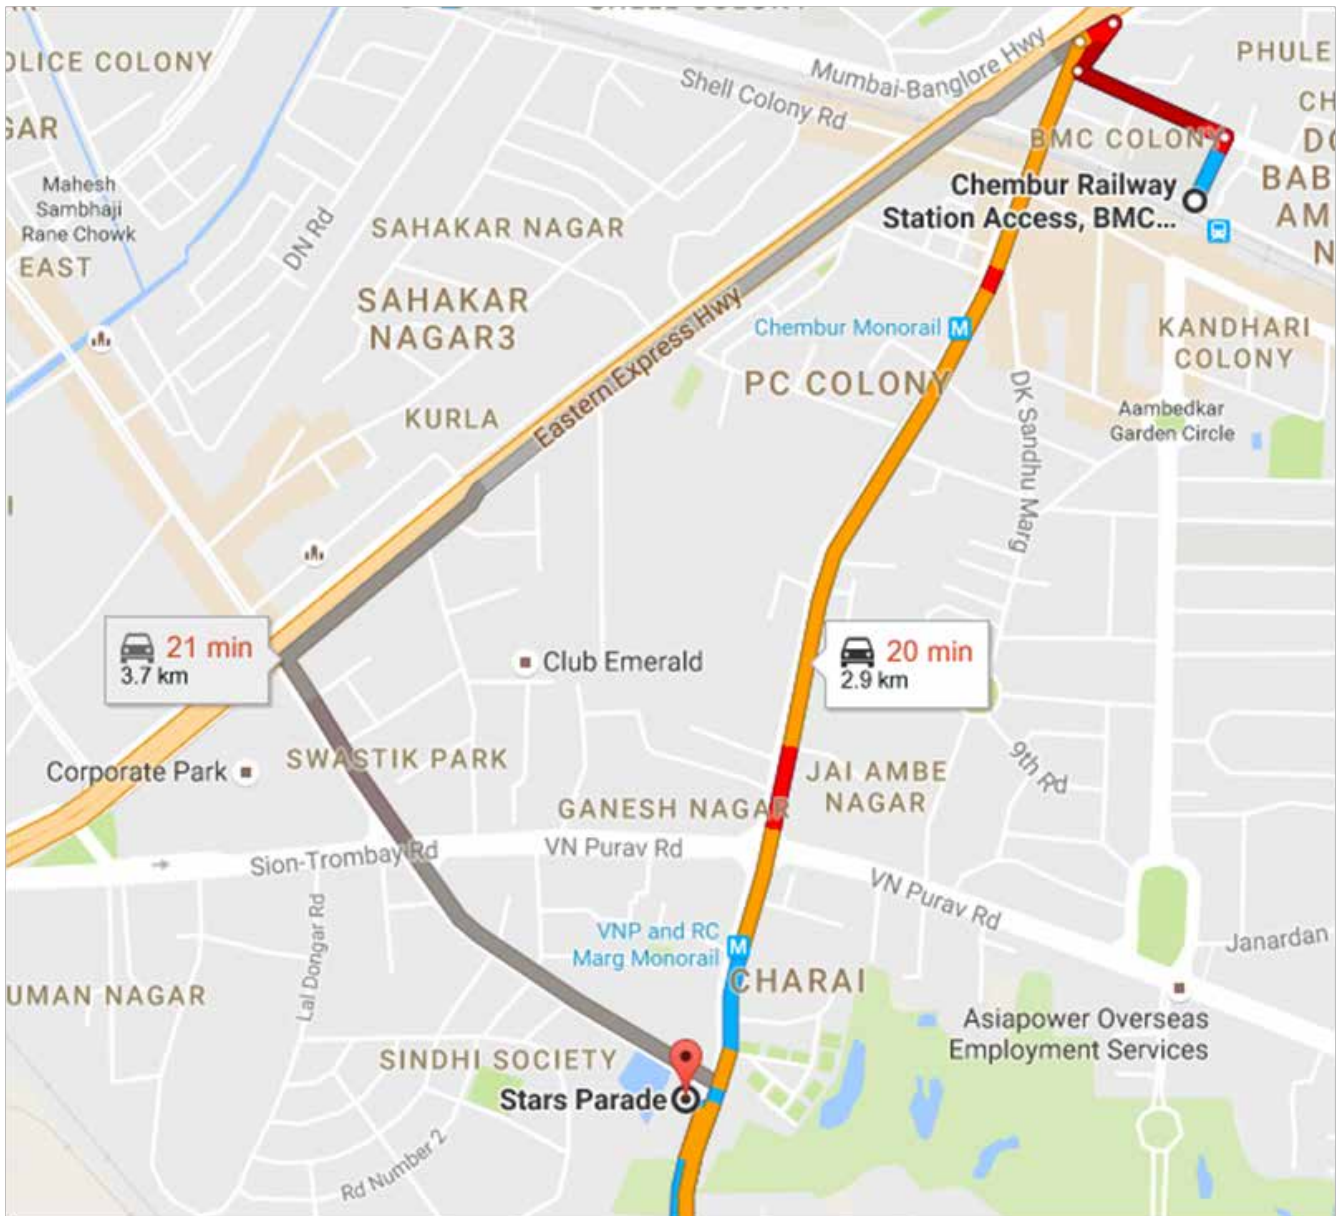 OLICE COLONY
GAR
Mahesh
Sambhaji
Rane Chowk
EAST
DN Rd
Shell Colony Rd
Mumbai-Banglore Hwy
PHULE
CH
BMC COLONY
BAB
AM
N
Chembur Railway
Station Access, BMC...
SAHAKAR NAGAR
SAHAKAR
NAGAR3
Eastern Express Hwy
Chembur Monorail
M
KANDHARI
COLONY
PC COLONY
KURLA
DK Sandhu Marg
Aambedkar
Garden Circle
21 min
3.7 km
Club Emerald
20 min
2.9 km
SWASTIK PARK
Corporate Park
JAI AMBE
NAGAR
9th Rd
GANESH NAGAR
Sion-Trombay Rd
VN Purav Rd
VN Purav Rd
Lal Dongar Rd
VNP and RC
Marg Monorail
M
CHARAI
Janardan
UMAN NAGAR
Asiapower Overseas
Employment Services
SINDHI SOCIETY
Stars Parade
Rd Number 2